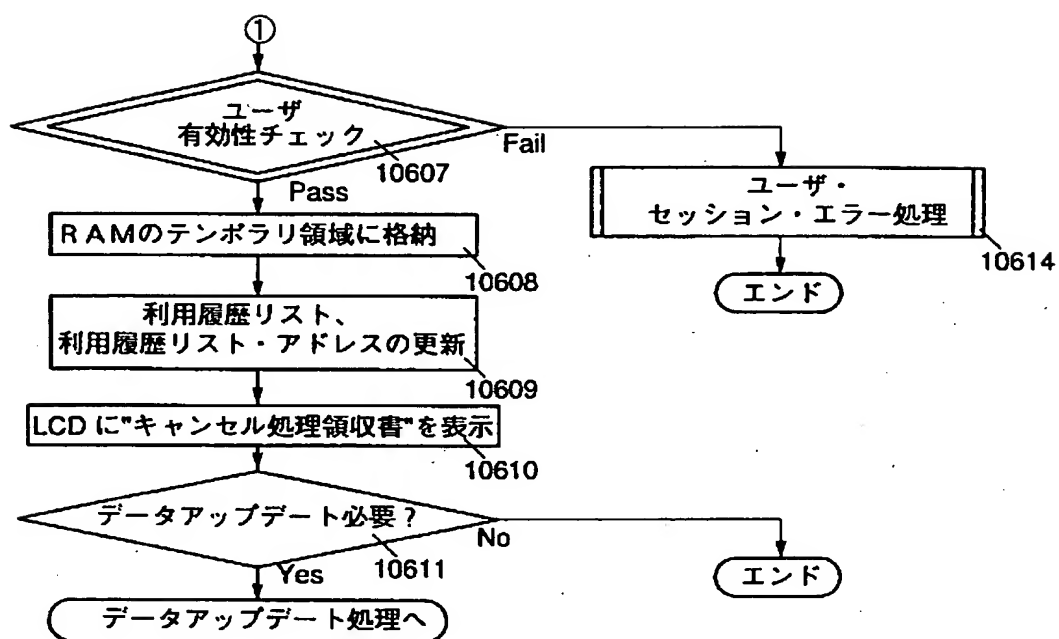 ①
ユーザ
有効性チェック
10607
Fail
Pass
ユーザ・
セッション・エラー処理
10614
エンド
RAMのテンポラリ領域に格納
10608
利用履歴リスト、
利用履歴リスト・アドレスの更新
10609
LCDに"キャンセル処理領収書"を表示
10610
データアップデート必要?
10611
No
Yes
エンド
データアップデート処理へ